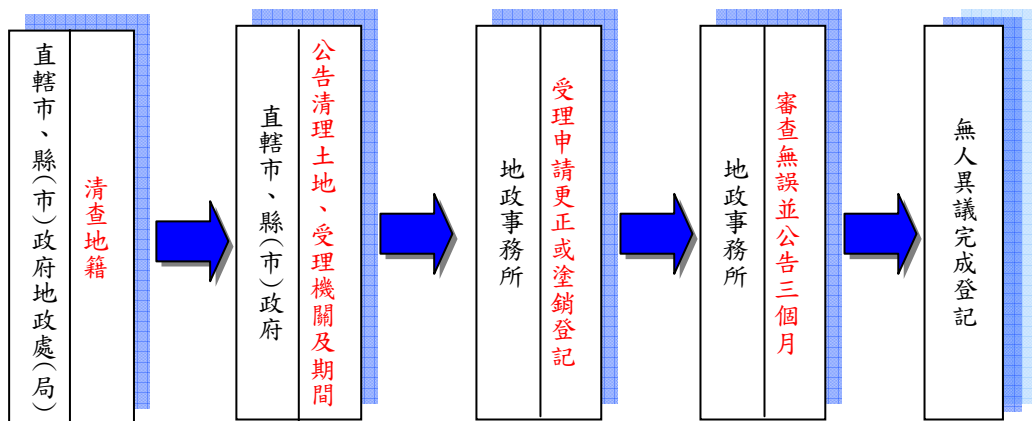 清查地籍
直轄市、縣(市)政府地政處(局)
公告清理土地、受理機關及期間
直轄市、縣(市)政府
受理申請更正或塗銷登記
地政事務所
審查無誤並公告三個月
地政事務所
無人異議完成登記